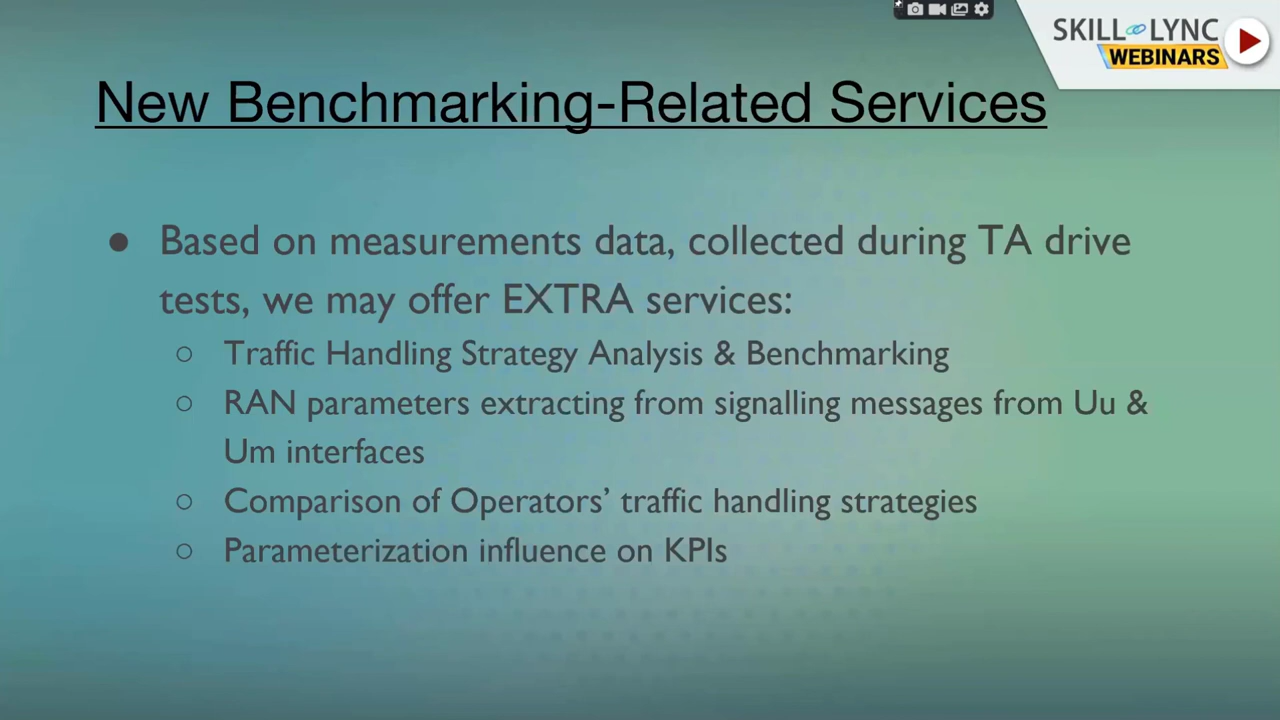 SKILL LYNC
WEBINARS
New Benchmarking-Related Services
● Based on measurements data, collected during TA drive
tests, we may offer EXTRA services:
○ Traffic Handling Strategy Analysis & Benchmarking
○ RAN parameters extracting from signalling messages from Uu &
Um interfaces
○ Comparison of Operators’ traffic handling strategies
○ Parameterization influence on KPIs